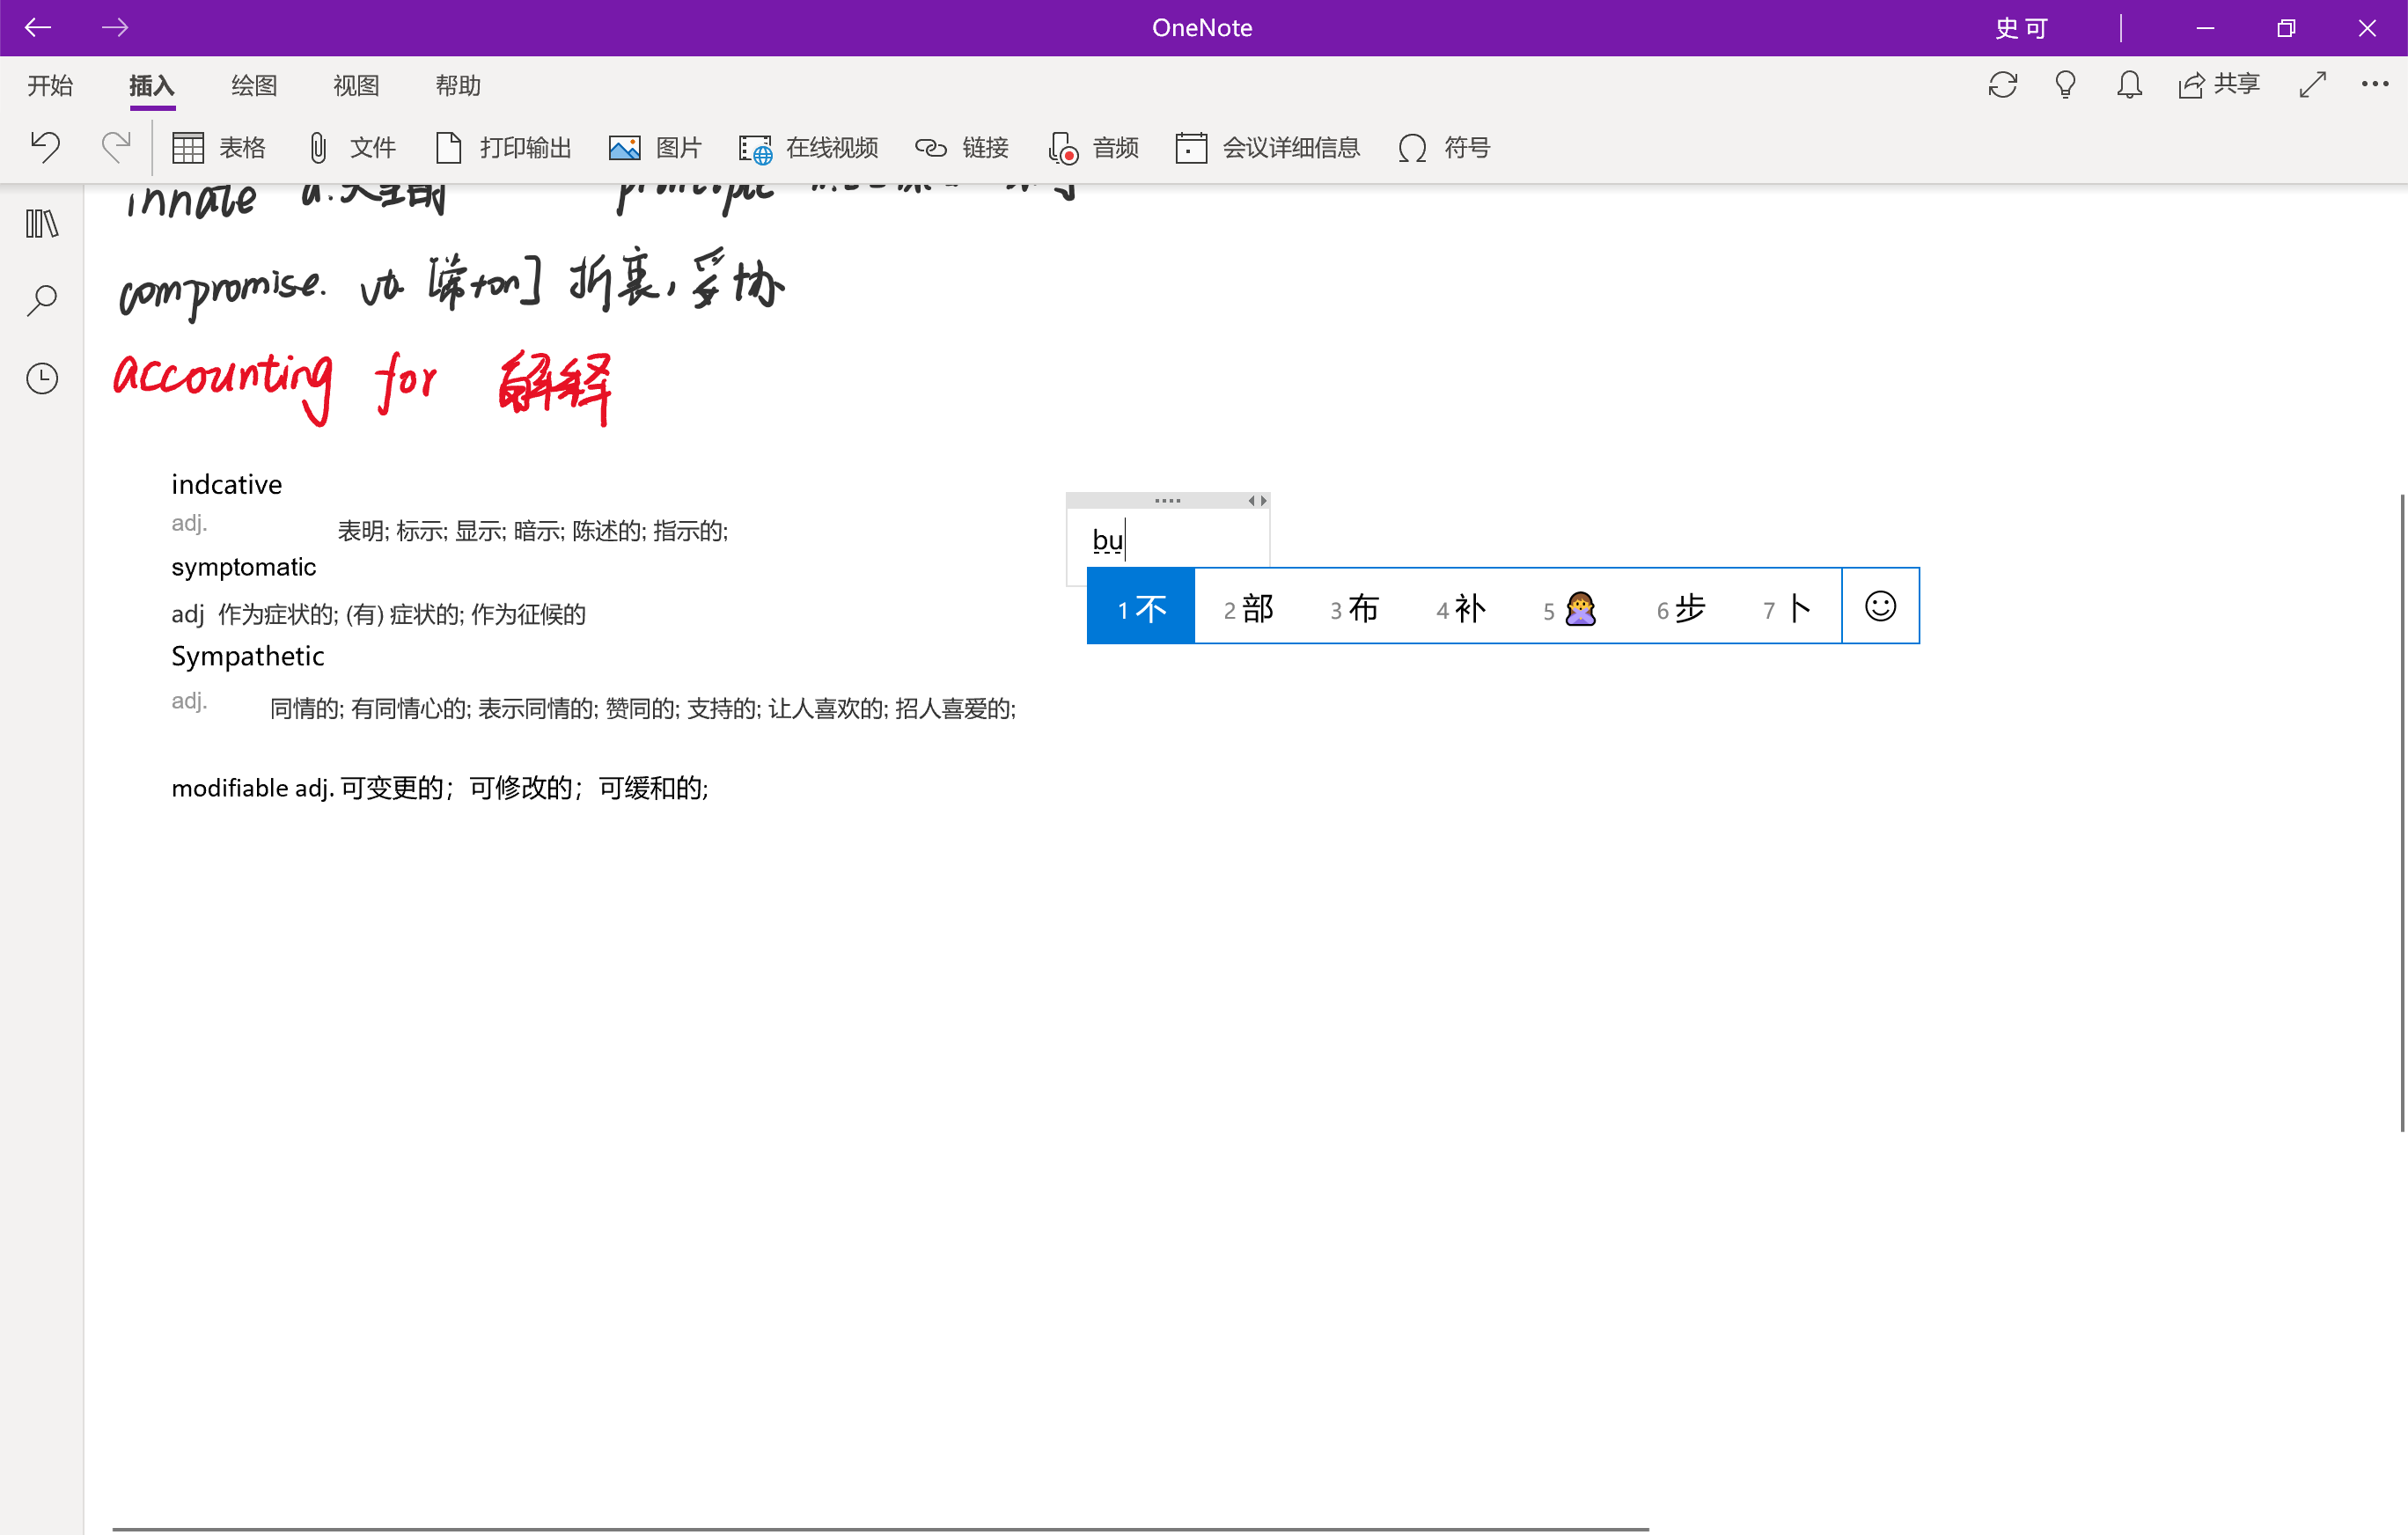 OneNote 史 可
开始 插入 绘图 视图 帮助 共享
表格 文件 打印输出 图片 在线视频 链接 音频 会议详细信息 符号
innate a.天生的 principle
compromise. vt. [常+on] 折衷,妥协
accounting for 解释
indcative
adj. 表明; 标示; 显示; 暗示; 陈述的; 指示的;
symptomatic
adj 作为症状的; (有) 症状的; 作为征候的
Sympathetic
adj. 同情的; 有同情心的; 表示同情的; 赞同的; 支持的; 让人喜欢的; 招人喜爱的;
modifiable adj. 可变更的；可修改的；可缓和的;
bu
1 不 2 部 3 布 4 补 5 🙅 6 步 7 卜